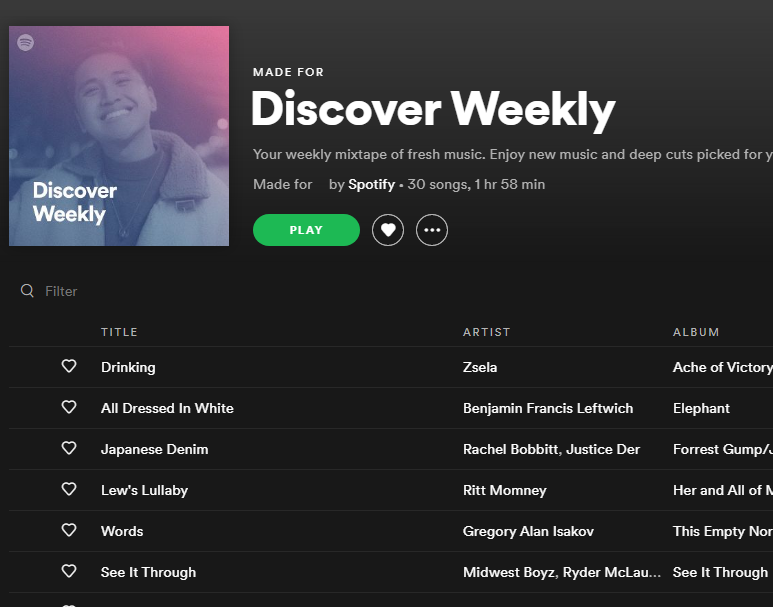 MADE FOR
Discover Weekly
Your weekly mixtape of fresh music. Enjoy new music and deep cuts picked for y
Made for by Spotify • 30 songs, 1 hr 58 min
Discover
Weekly
PLAY
Filter
TITLE ARTIST ALBUM
Drinking Zsela Ache of Victory
All Dressed In White Benjamin Francis Leftwich Elephant
Japanese Denim Rachel Bobbitt, Justice Der Forrest Gump/J
Lew's Lullaby Ritt Momney Her and All of M
Words Gregory Alan Isakov This Empty Nor
See It Through Midwest Boyz, Ryder McLau... See It Through